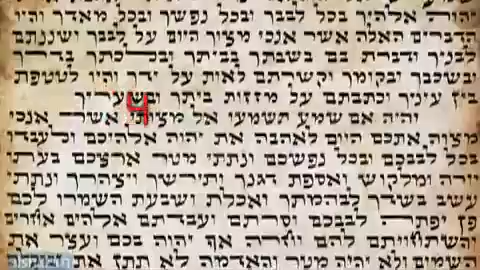 יהוה אלהיך בכל לבבך ובכל נפשך ובכל מאדך והיו
הדברים האלה אשר אנכי מצוך היום על לבבך ושננתם
לבניך ודברת בם בשבתך בביתך ובלכתך בדרך
ובשכבך ובקומך וקשרתם לאות על ידך והיו לטטפת
בין עיניך וכתבתם על מזזות ביתך ובשעריך
והיה אם שמע תשמעו אל מצותי אשר אנכי
מצוה אתכם היום לאהבה את יהוה אלהיכם ולעבדו
בכל לבבכם ובכל נפשכם ונתתי מטר ארצכם בעתו
יורה ומלקוש ואספת דגנך ותירשך ויצהרך ונתתי
עשב בשדך לבהמתך ואכלת ושבעת השמרו לכם
פן יפתה לבבכם וסרתם ועבדתם אלהים אחרים
והשתחויתם להם וחרה אף יהוה בכם ועצר את
השמים ולא יהיה מטר והאדמה לא תתן את